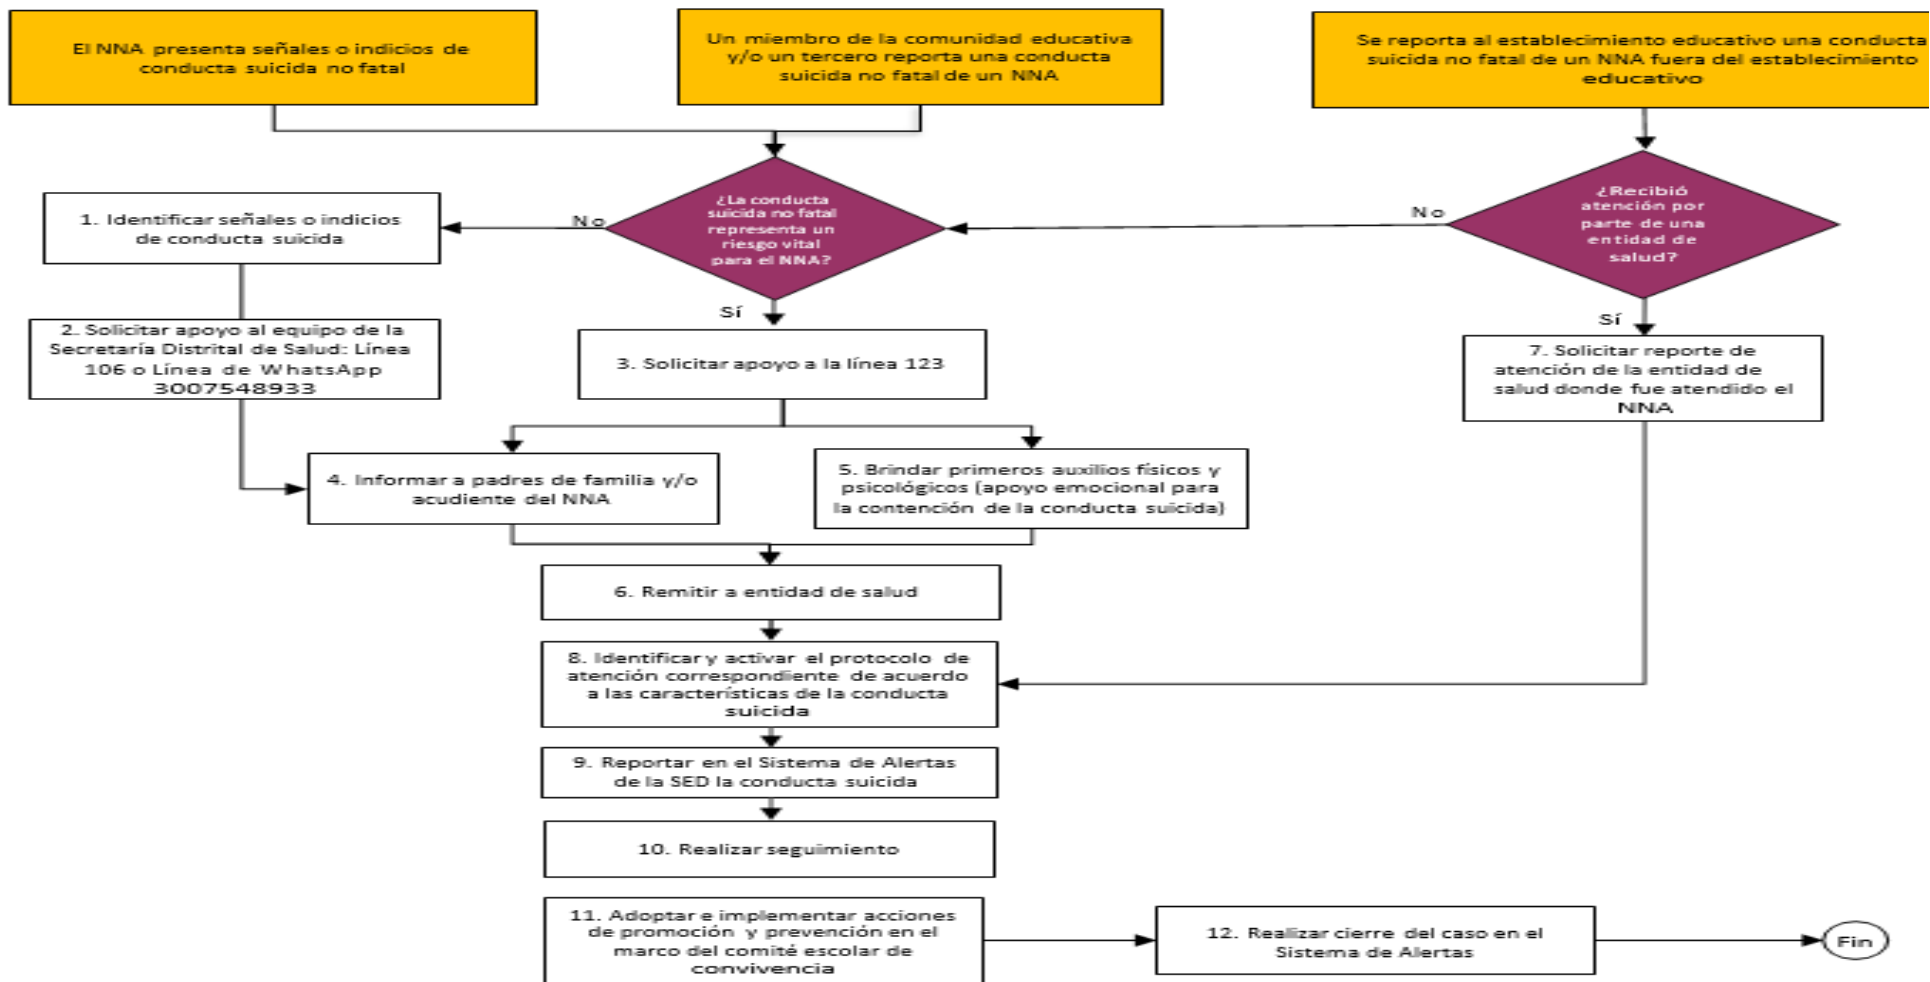 El NNA presenta señales o indicios de
conducta suicida no fatal
Un miembro de la comunidad educativa
y/o un tercero reporta una conducta
suicida no fatal de un NNA
Se reporta al establecimiento educativo una conducta
suicida no fatal de un NNA fuera del establecimiento
educativo
¿La conducta
suicida no fatal
representa un
riesgo vital
para el NNA?
¿Recibió
atención por
parte de una
entidad de
salud?
No
No
1. Identificar señales o indicios
de conducta suicida
Sí
Sí
2. Solicitar apoyo al equipo de la
Secretaría Distrital de Salud: Línea
106 o Línea de WhatsApp
3007548933
3. Solicitar apoyo a la línea 123
7. Solicitar reporte de
atención de la entidad de
salud donde fue atendido el
NNA
4. Informar a padres de familia y/o
acudiente del NNA
5. Brindar primeros auxilios físicos y
psicológicos (apoyo emocional para
la contención de la conducta suicida)
6. Remitir a entidad de salud
8. Identificar y activar el protocolo de
atención correspondiente de acuerdo
a las características de la conducta
suicida
9. Reportar en el Sistema de Alertas
de la SED la conducta suicida
10. Realizar seguimiento
11. Adoptar e implementar acciones
de promoción y prevención en el
marco del comité escolar de
convivencia
12. Realizar cierre del caso en el
Sistema de Alertas
Fin